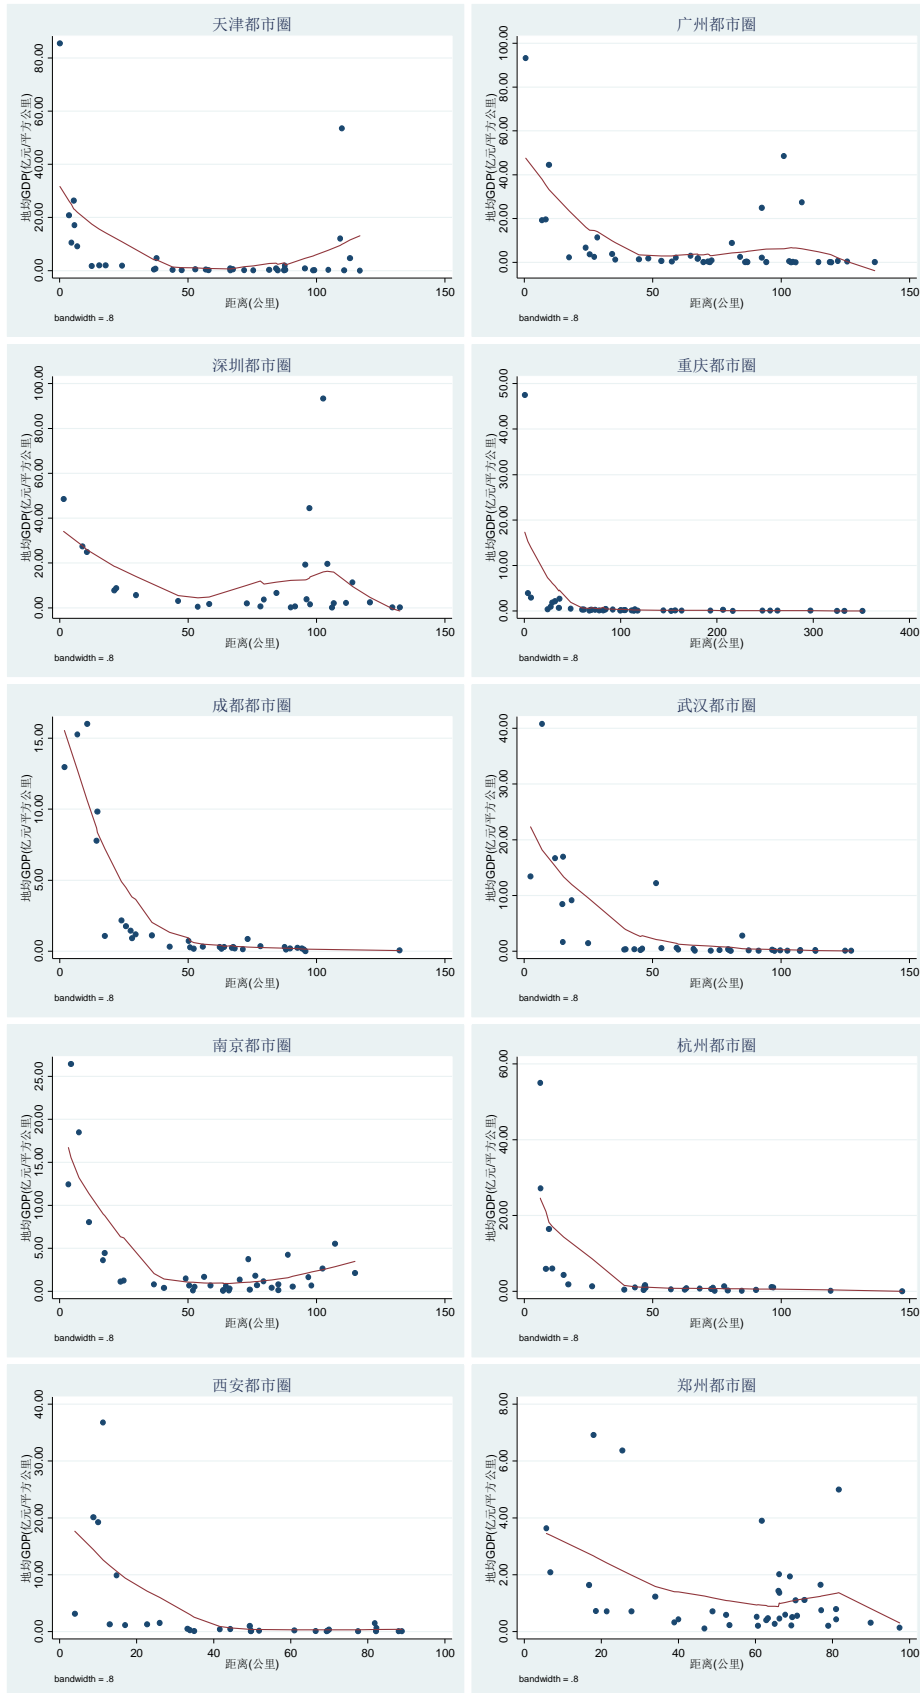 天津都市圈
地均GDP(亿元/平方公里)
80.00
60.00
40.00
20.00
0.00
0 50 100 150
距离(公里)
bandwidth = .8
广州都市圈
地均GDP(亿元/平方公里)
100.00
80.00
60.00
40.00
20.00
0.00
0 50 100 150
距离(公里)
bandwidth = .8
深圳都市圈
地均GDP(亿元/平方公里)
100.00
80.00
60.00
40.00
20.00
0.00
0 50 100 150
距离(公里)
bandwidth = .8
重庆都市圈
地均GDP(亿元/平方公里)
50.00
40.00
30.00
20.00
10.00
0.00
0 100 200 300 400
距离(公里)
bandwidth = .8
成都都市圈
地均GDP(亿元/平方公里)
15.00
10.00
5.00
0.00
0 50 100 150
距离(公里)
bandwidth = .8
武汉都市圈
地均GDP(亿元/平方公里)
40.00
30.00
20.00
10.00
0.00
0 50 100 150
距离(公里)
bandwidth = .8
南京都市圈
地均GDP(亿元/平方公里)
25.00
20.00
15.00
10.00
5.00
0.00
0 50 100 150
距离(公里)
bandwidth = .8
杭州都市圈
地均GDP(亿元/平方公里)
60.00
40.00
20.00
0.00
0 50 100 150
距离(公里)
bandwidth = .8
西安都市圈
地均GDP(亿元/平方公里)
40.00
30.00
20.00
10.00
0.00
0 20 40 60 80 100
距离(公里)
bandwidth = .8
郑州都市圈
地均GDP(亿元/平方公里)
8.00
6.00
4.00
2.00
0.00
0 20 40 60 80 100
距离(公里)
bandwidth = .8